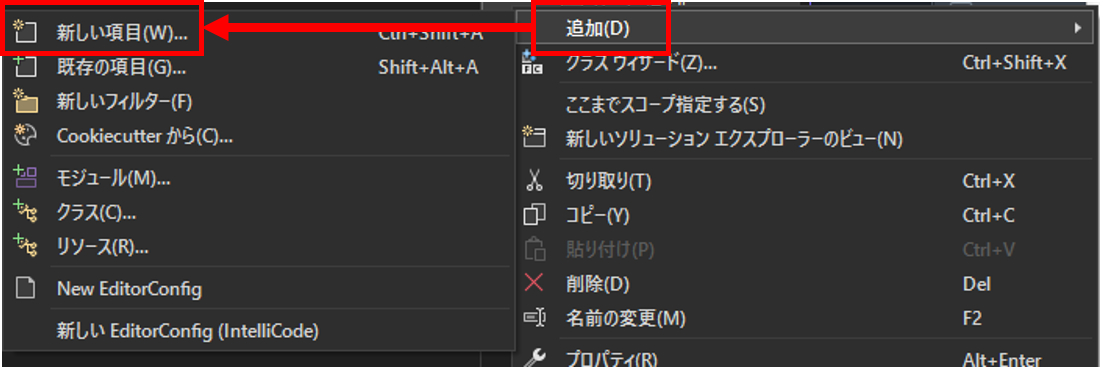 新しい項目(W)... Ctrl+Shift+A
既存の項目(G)... Shift+Alt+A
新しいフィルター(F)
Cookiecutter から(C)...
モジュール(M)...
クラス(C)...
リソース(R)...
New EditorConfig
新しい EditorConfig (IntelliCode)
追加(D)
クラス ウィザード(Z)... Ctrl+Shift+X
ここまでスコープ指定する(S)
新しいソリューション エクスプローラーのビュー(N)
切り取り(T) Ctrl+X
コピー(Y) Ctrl+C
貼り付け(P) Ctrl+V
削除(D) Del
名前の変更(M) F2
プロパティ(R) Alt+Enter